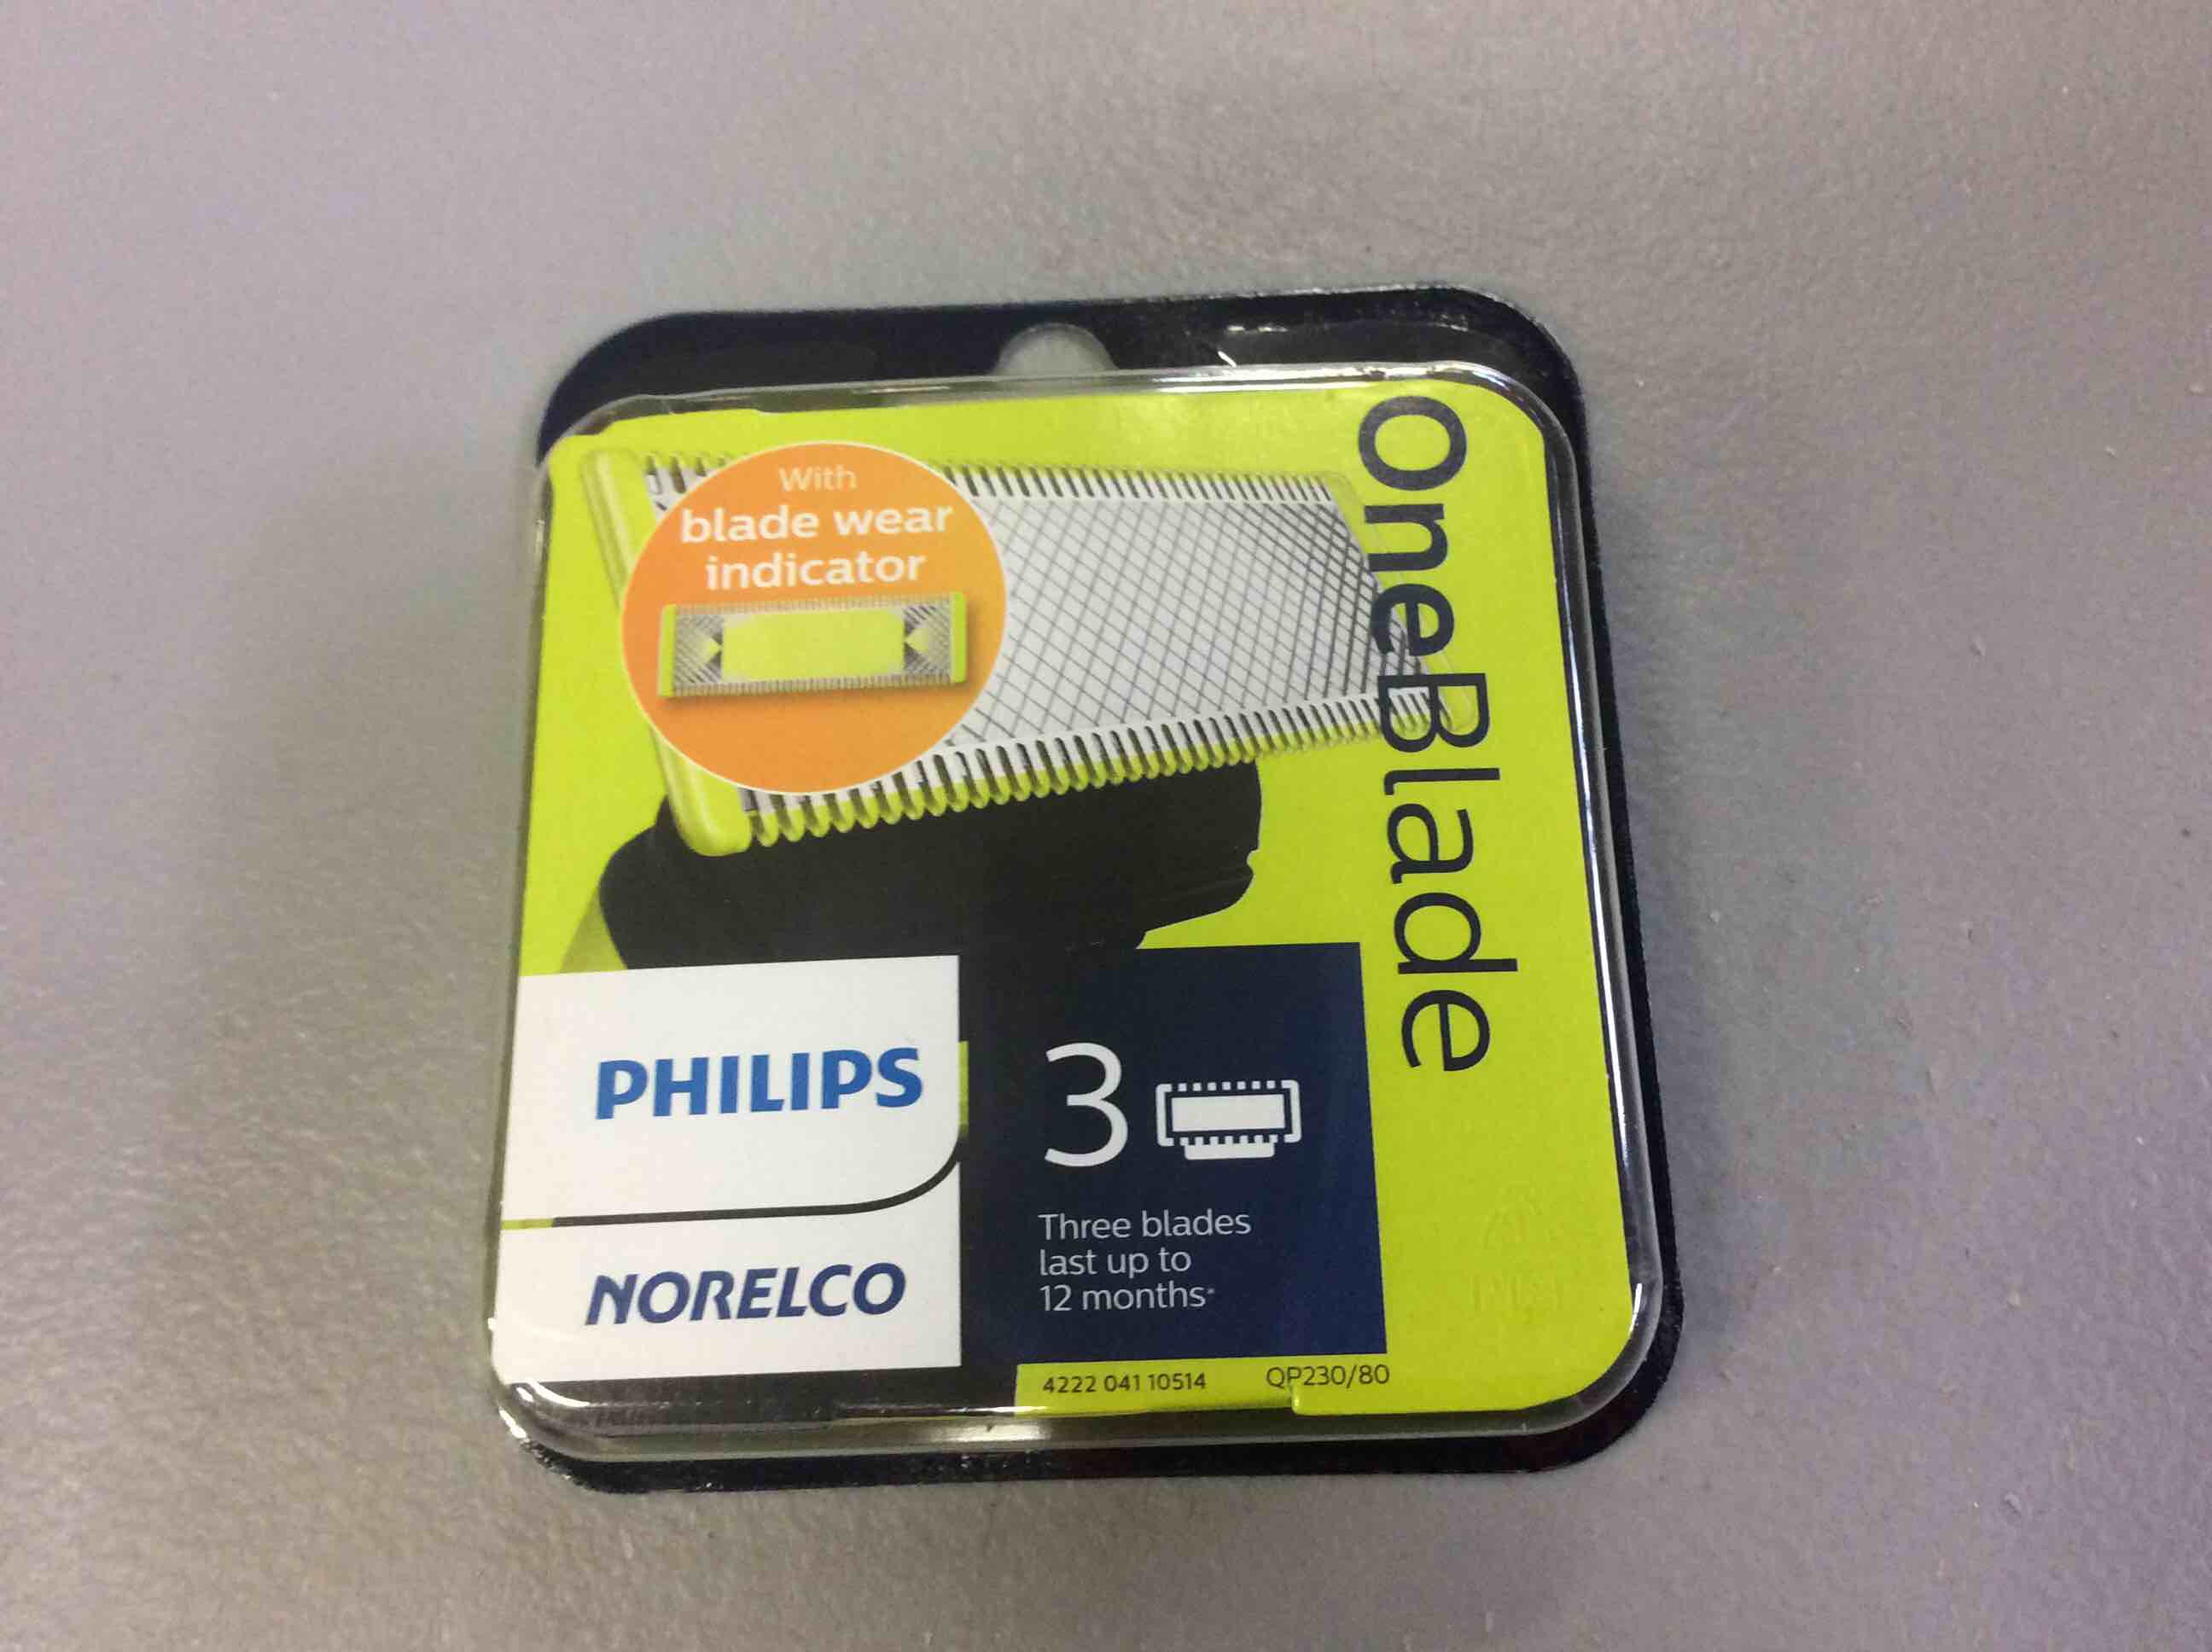 With
blade wear
indicator
OneBlade
PHILIPS
NORELCO
3
Three blades
last up to
12 months*
4222 041 10514 QP230/80